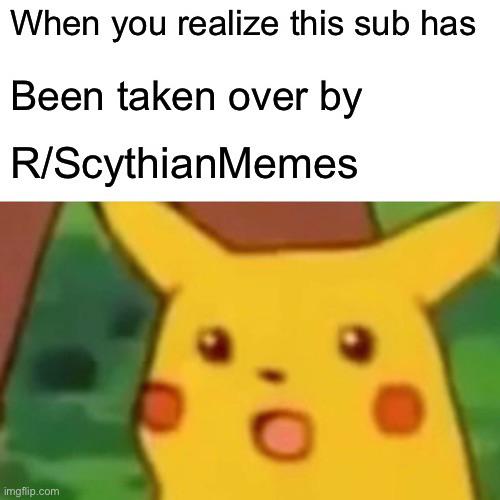 When you realize this sub has
Been taken over by
R/ScythianMemes
imgflip.com